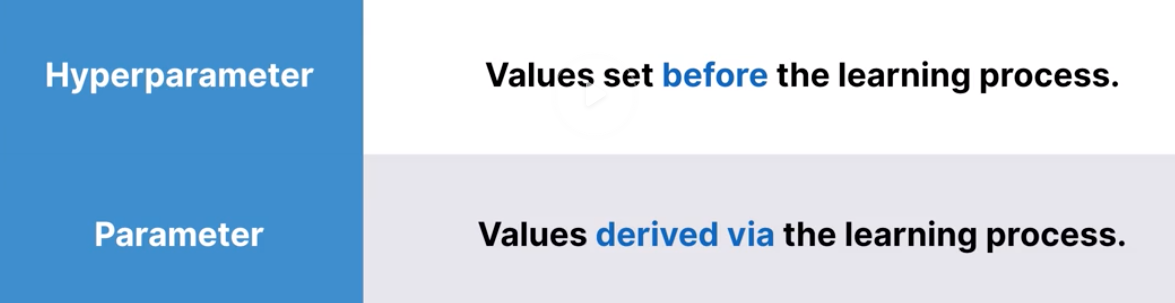 Hyperparameter
Values set before the learning process.
Parameter
Values derived via the learning process.